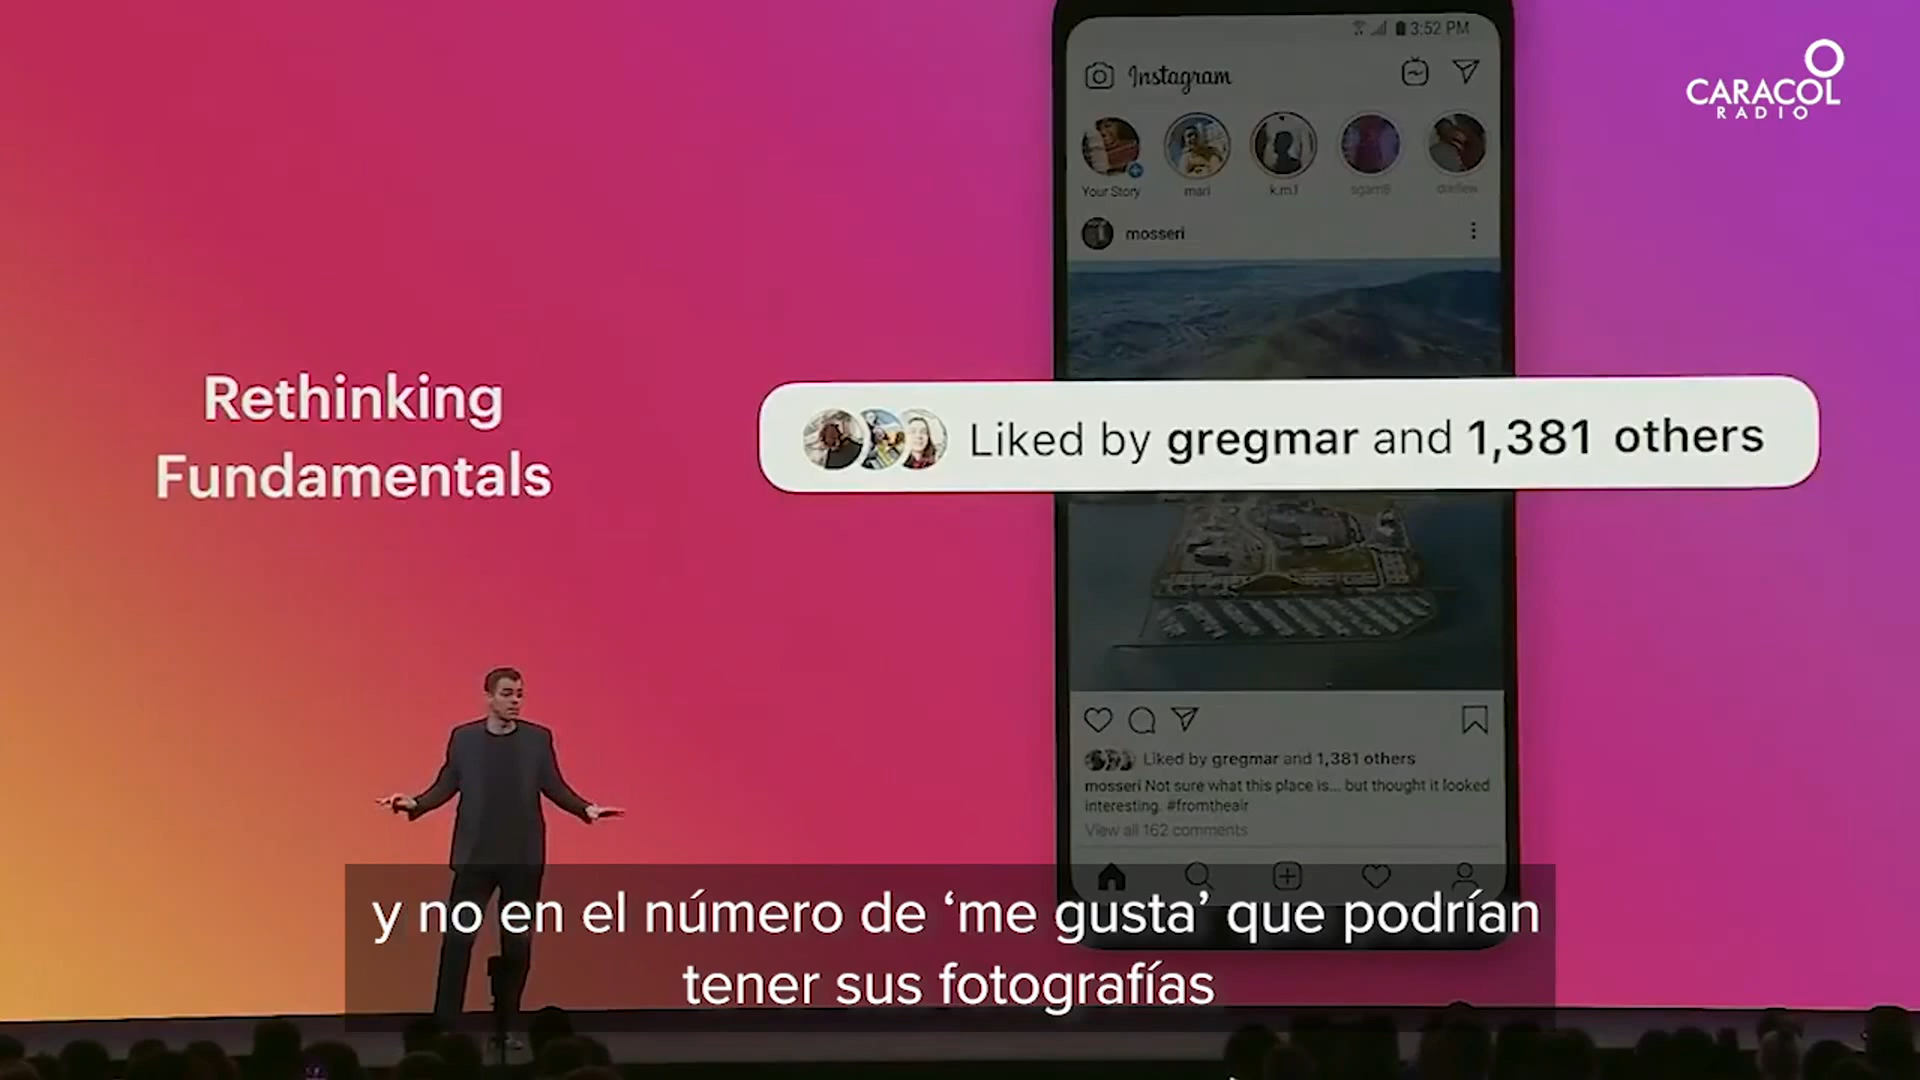 3:52 PM
Instagram
CARACOL
RADIO
Your Story
mari
k.m.f
mosseri
Rethinking
Fundamentals
Liked by gregmar and 1,381 others
Liked by gregmar and 1,381 others
mosseri Not sure what this place is... but thought it looked
interesting. #fromtheair
View all 162 comments
y no en el número de ‘me gusta’ que podrían
tener sus fotografías